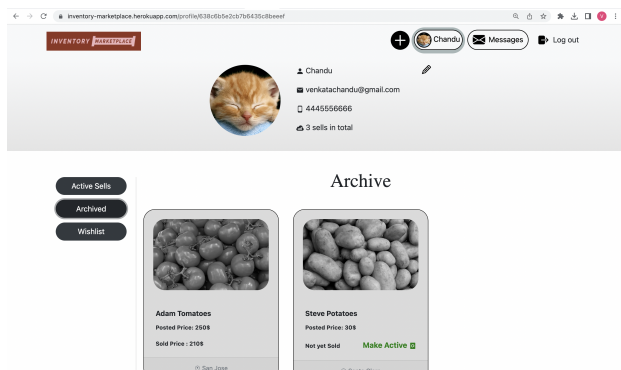 inventory-marketplace.herokuapp.com/profile/638c6b5e2cb7b6435c8beeef
INVENTORY MARKETPLACE
Chandu
Messages
Log out
Chandu
venkatachandu@gmail.com
4445556666
3 sells in total
Active Sells
Archived
Wishlist
Archive
Adam Tomatoes
Posted Price: 250$
Sold Price : 210$
San Jose
Steve Potatoes
Posted Price: 30$
Not yet Sold
Make Active